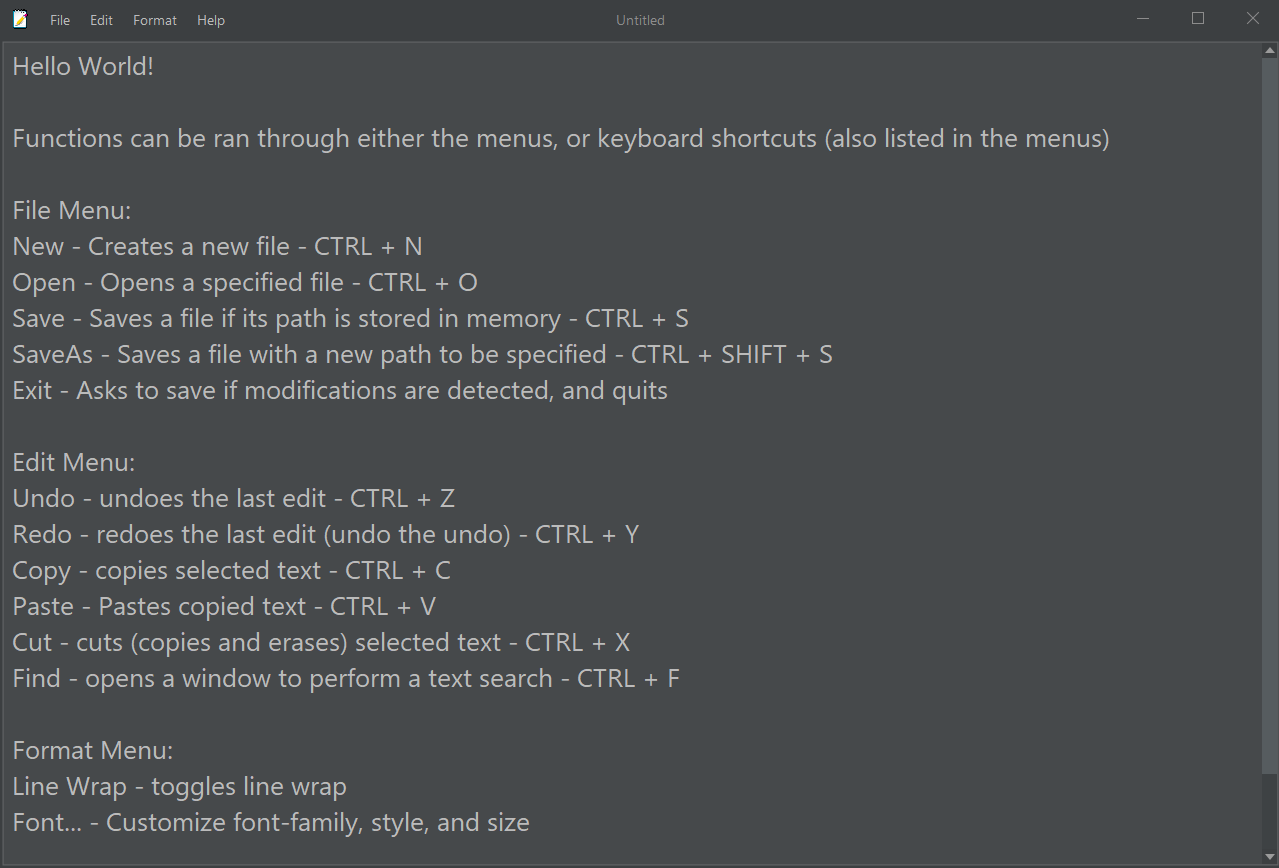 File Edit Format Help Untitled
Hello World!
Functions can be ran through either the menus, or keyboard shortcuts (also listed in the menus)
File Menu:
New - Creates a new file - CTRL + N
Open - Opens a specified file - CTRL + O
Save - Saves a file if its path is stored in memory - CTRL + S
SaveAs - Saves a file with a new path to be specified - CTRL + SHIFT + S
Exit - Asks to save if modifications are detected, and quits
Edit Menu:
Undo - undoes the last edit - CTRL + Z
Redo - redoes the last edit (undo the undo) - CTRL + Y
Copy - copies selected text - CTRL + C
Paste - Pastes copied text - CTRL + V
Cut - cuts (copies and erases) selected text - CTRL + X
Find - opens a window to perform a text search - CTRL + F
Format Menu:
Line Wrap - toggles line wrap
Font... - Customize font-family, style, and size